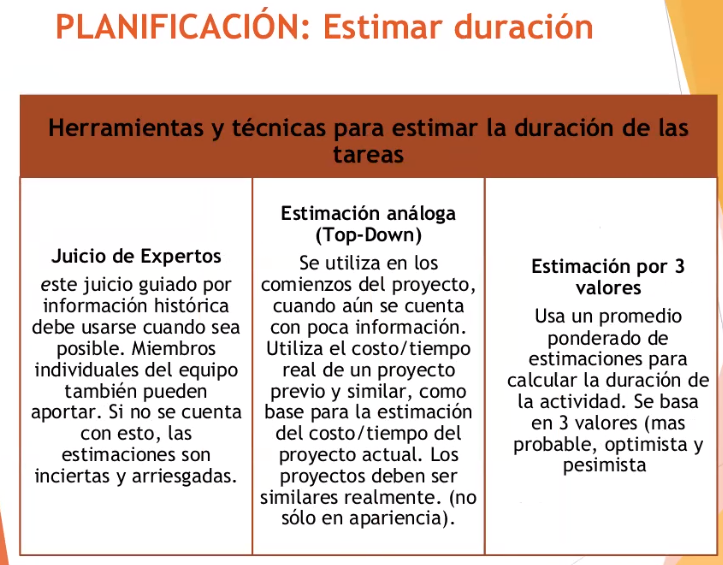 PLANIFICACIÓN: Estimar duración
Herramientas y técnicas para estimar la duración de las
tareas
Juicio de Expertos
este juicio guiado por
información histórica
debe usarse cuando sea
posible. Miembros
individuales del equipo
también pueden
aportar. Si no se cuenta
con esto, las
estimaciones son
inciertas y arriesgadas.
Estimación análoga
(Top-Down)
Se utiliza en los
comienzos del proyecto,
cuando aún se cuenta
con poca información.
Utiliza el costo/tiempo
real de un proyecto
previo y similar, como
base para la estimación
del costo/tiempo del
proyecto actual. Los
proyectos deben ser
similares realmente. (no
sólo en apariencia).
Estimación por 3
valores
Usa un promedio
ponderado de
estimaciones para
calcular la duración de
la actividad. Se basa
en 3 valores (mas
probable, optimista y
pesimista